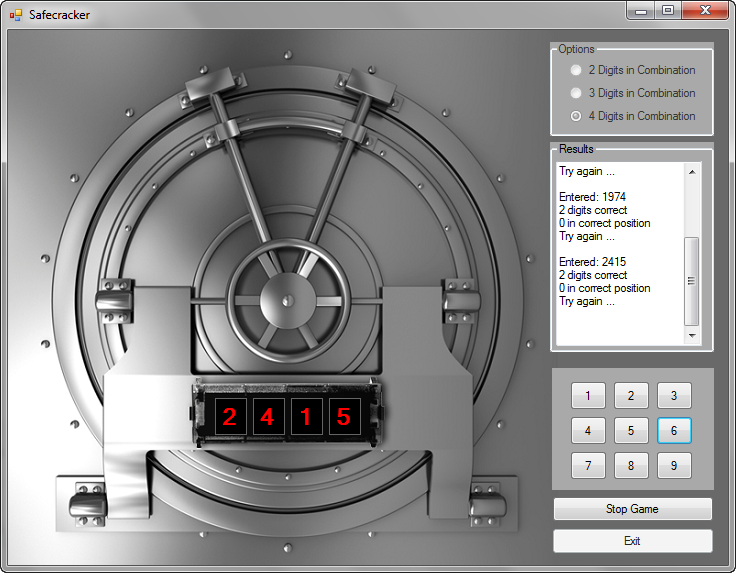 Safecracker
Options
2 Digits in Combination
3 Digits in Combination
4 Digits in Combination
Results
Try again ...
Entered: 1974
2 digits correct
0 in correct position
Try again ...
Entered: 2415
2 digits correct
0 in correct position
Try again ...
2 4 1 5
1 2 3
4 5 6
7 8 9
Stop Game
Exit